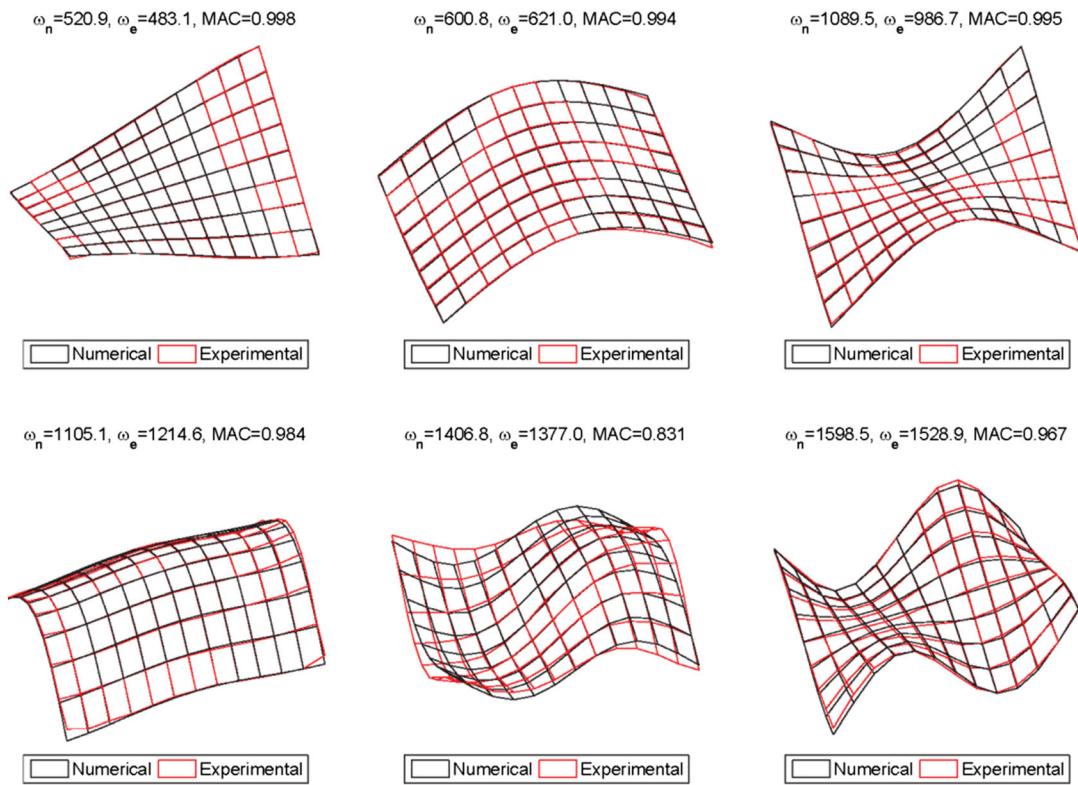 ωn=520.9, ωe=483.1, MAC=0.998
ωn=600.8, ωe=621.0, MAC=0.994
ωn=1089.5, ωe=986.7, MAC=0.995
Numerical Experimental
Numerical Experimental
Numerical Experimental
ωn=1105.1, ωe=1214.6, MAC=0.984
ωn=1406.8, ωe=1377.0, MAC=0.831
ωn=1598.5, ωe=1528.9, MAC=0.967
Numerical Experimental
Numerical Experimental
Numerical Experimental